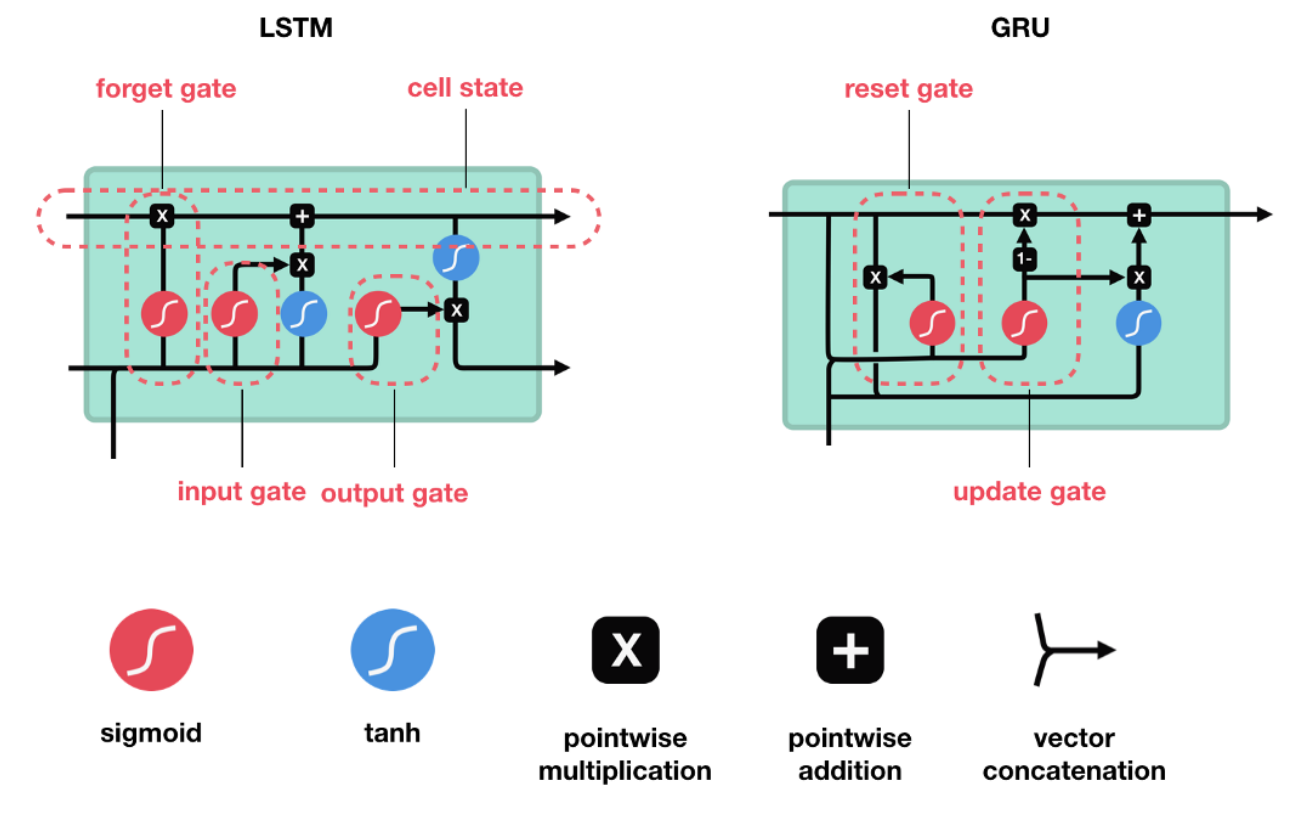 LSTM
GRU
forget gate
cell state
reset gate
X
+
X
X
X
+
1-
X
X
input gate
output gate
update gate
X
+
sigmoid
tanh
pointwise
multiplication
pointwise
addition
vector
concatenation